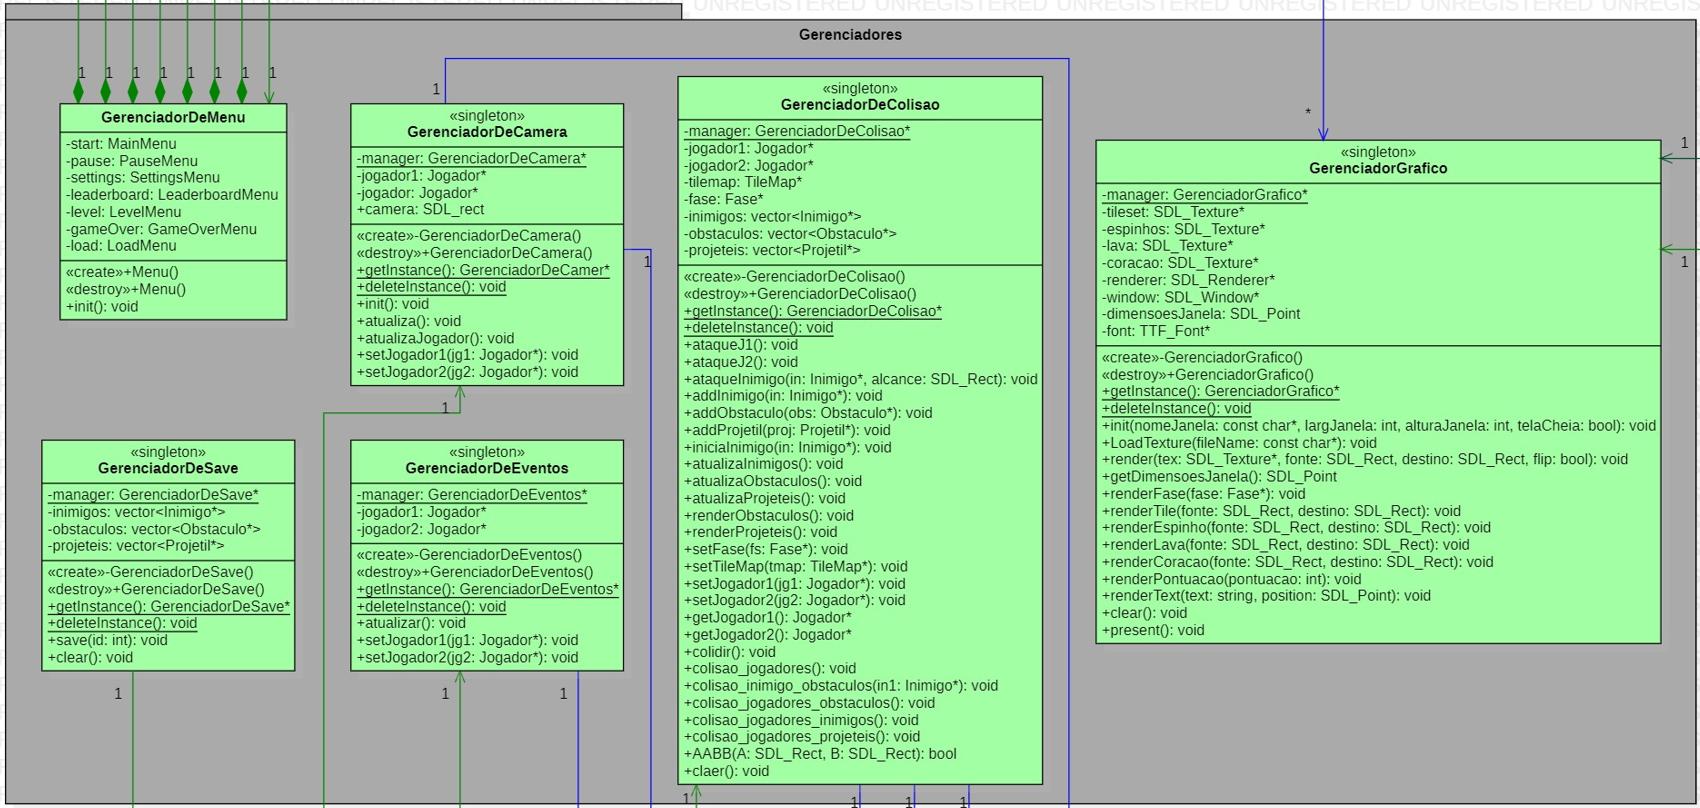 UNREGISTERED UNREGISTERED UNREGISTERED UNREGISTERED UNREGISTERED UNREGIS
Gerenciadores
1 1 1 1 1 1 1 1
GerenciadorDeMenu
-start: MainMenu
-pause: PauseMenu
-settings: SettingsMenu
-leaderboard: LeaderboardMenu
-level: LevelMenu
-gameOver: GameOverMenu
-load: LoadMenu
«create»+Menu()
«destroy»+Menu()
+init(): void
1
«singleton»
GerenciadorDeCamera
-manager: GerenciadorDeCamera*
-jogador1: Jogador*
-jogador: Jogador*
+camera: SDL_rect
«create»-GerenciadorDeCamera()
«destroy»+GerenciadorDeCamera()
+getInstance(): GerenciadorDeCamer*
+deleteInstance(): void
+init(): void
+atualiza(): void
+atualizaJogador(): void
+setJogador1(jg1: Jogador*): void
+setJogador2(jg2: Jogador*): void
1
1
«singleton»
GerenciadorDeColisao
-manager: GerenciadorDeColisao*
-jogador1: Jogador*
-jogador2: Jogador*
-tilemap: TileMap*
-fase: Fase*
-inimigos: vector<Inimigo*>
-obstaculos: vector<Obstaculo*>
-projeteis: vector<Projetil*>
«create»-GerenciadorDeColisao()
«destroy»+GerenciadorDeColisao()
+getInstance(): GerenciadorDeColisao*
+deleteInstance(): void
+ataqueJ1(): void
+ataqueJ2(): void
+ataqueInimigo(in: Inimigo*, alcance: SDL_Rect): void
+addInimigo(in: Inimigo*): void
+addObstaculo(obs: Obstaculo*): void
+addProjetil(proj: Projetil*): void
+iniciaInimigo(in: Inimigo*): void
+atualizaInimigos(): void
+atualizaObstaculos(): void
+atualizaProjeteis(): void
+renderObstaculos(): void
+renderProjeteis(): void
+setFase(fs: Fase*): void
+setTileMap(tmap: TileMap*): void
+setJogador1(jg1: Jogador*): void
+setJogador2(jg2: Jogador*): void
+getJogador1(): Jogador*
+getJogador2(): Jogador*
+colidir(): void
+colisao_jogadores(): void
+colisao_inimigo_obstaculos(in1: Inimigo*): void
+colisao_jogadores_obstaculos(): void
+colisao_jogadores_inimigos(): void
+colisao_jogadores_projeteis(): void
+AABB(A: SDL_Rect, B: SDL_Rect): bool
+claer(): void
1 1 1 1
*
1
1
«singleton»
GerenciadorGrafico
-manager: GerenciadorGrafico*
-tileset: SDL_Texture*
-espinhos: SDL_Texture*
-lava: SDL_Texture*
-coracao: SDL_Texture*
-renderer: SDL_Renderer*
-window: SDL_Window*
-dimensoesJanela: SDL_Point
-font: TTF_Font*
«create»-GerenciadorGrafico()
«destroy»+GerenciadorGrafico()
+getInstance(): GerenciadorGrafico*
+deleteInstance(): void
+init(nomeJanela: const char*, largJanela: int, alturaJanela: int, telaCheia: bool): void
+LoadTexture(fileName: const char*): void
+render(tex: SDL_Texture*, fonte: SDL_Rect, destino: SDL_Rect, flip: bool): void
+getDimensoesJanela(): SDL_Point
+renderFase(fase: Fase*): void
+renderTile(fonte: SDL_Rect, destino: SDL_Rect): void
+renderEspinho(fonte: SDL_Rect, destino: SDL_Rect): void
+renderLava(fonte: SDL_Rect, destino: SDL_Rect): void
+renderCoracao(fonte: SDL_Rect, destino: SDL_Rect): void
+renderPontuacao(pontuacao: int): void
+renderText(text: string, position: SDL_Point): void
+clear(): void
+present(): void
«singleton»
GerenciadorDeSave
-manager: GerenciadorDeSave*
-inimigos: vector<Inimigo*>
-obstaculos: vector<Obstaculo*>
-projeteis: vector<Projetil*>
«create»-GerenciadorDeSave()
«destroy»+GerenciadorDeSave()
+getInstance(): GerenciadorDeSave*
+deleteInstance(): void
+save(id: int): void
+clear(): void
1
«singleton»
GerenciadorDeEventos
-manager: GerenciadorDeEventos*
-jogador1: Jogador*
-jogador2: Jogador*
«create»-GerenciadorDeEventos()
«destroy»+GerenciadorDeEventos()
+getInstance(): GerenciadorDeEventos*
+deleteInstance(): void
+atualizar(): void
+setJogador1(jg1: Jogador*): void
+setJogador2(jg2: Jogador*): void
1 1